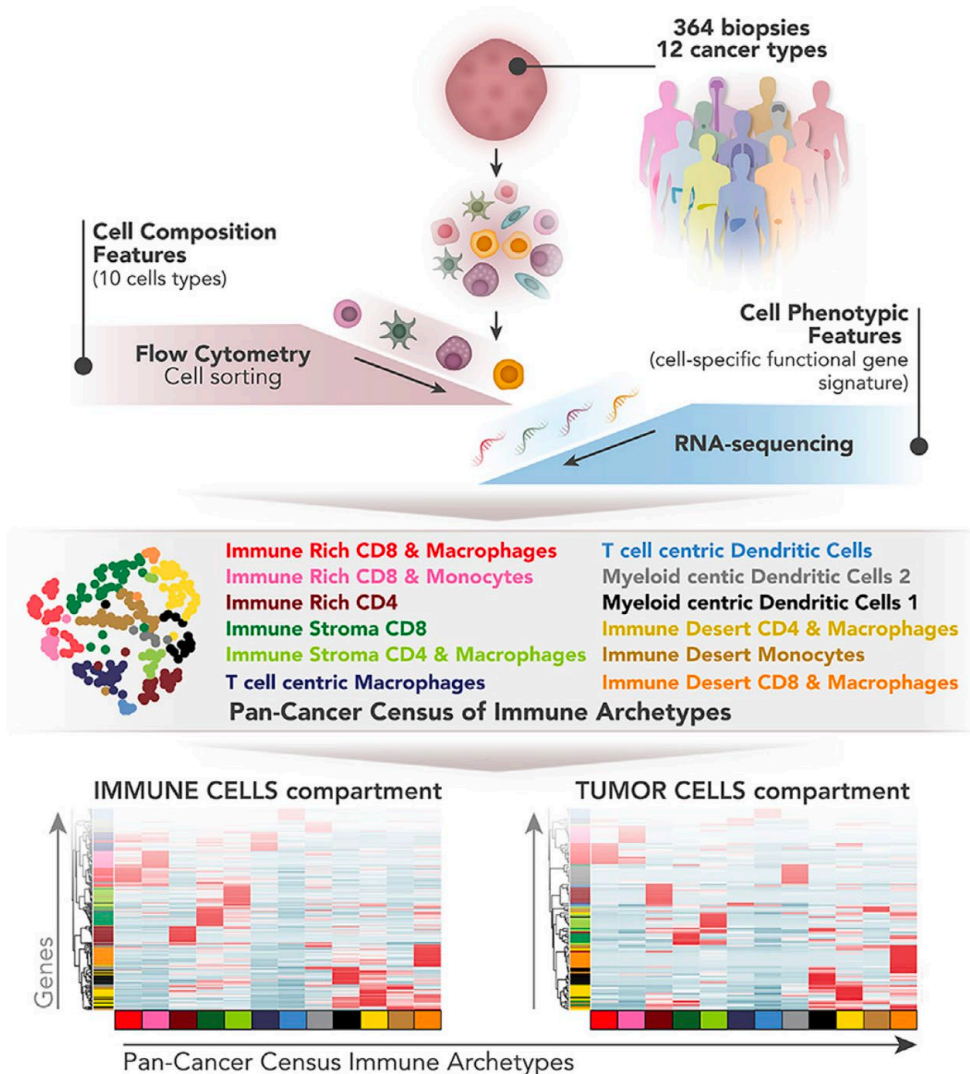 364 biopsies
12 cancer types
Cell Composition
Features
(10 cells types)
Flow Cytometry
Cell sorting
Cell Phenotypic
Features
(cell-specific functional gene
signature)
RNA-sequencing
Immune Rich CD8 & Macrophages
Immune Rich CD8 & Monocytes
Immune Rich CD4
Immune Stroma CD8
Immune Stroma CD4 & Macrophages
T cell centric Macrophages
T cell centric Dendritic Cells
Myeloid centic Dendritic Cells 2
Myeloid centric Dendritic Cells 1
Immune Desert CD4 & Macrophages
Immune Desert Monocytes
Immune Desert CD8 & Macrophages
Pan-Cancer Census of Immune Archetypes
IMMUNE CELLS compartment
TUMOR CELLS compartment
Genes
Pan-Cancer Census Immune Archetypes